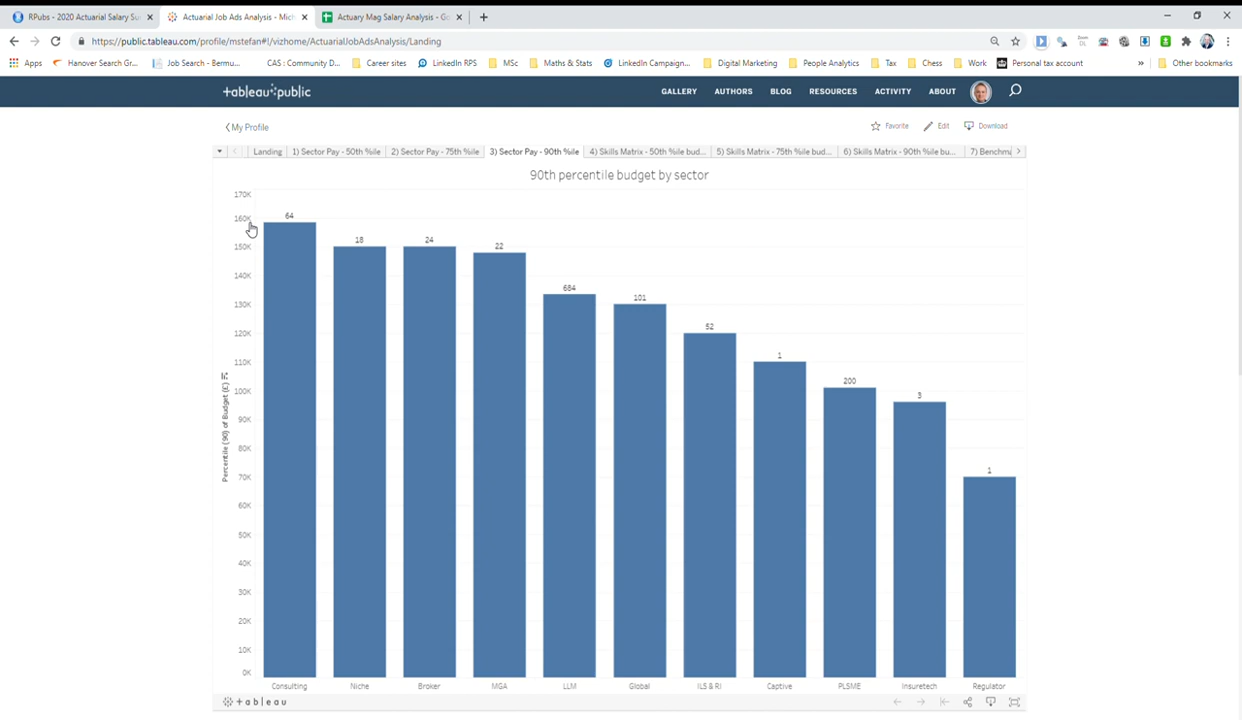 RPubs - 2020 Actuarial Salary Su
Actuarial Job Ads Analysis - Mich
Actuary Mag Salary Analysis - Go
https://public.tableau.com/profile/mstefan#!/vizhome/ActuarialJobAdsAnalysis/Landing
Apps
Hanover Search Gr...
Job Search - Bermu...
CAS : Community D...
Career sites
LinkedIn RPS
MSc
Maths & Stats
LinkedIn Campaign...
Digital Marketing
People Analytics
Tax
Chess
Work
Personal tax account
»
Other bookmarks
+ableau public
GALLERY
AUTHORS
BLOG
RESOURCES
ACTIVITY
ABOUT
My Profile
Favorite
Edit
Download
Landing
1) Sector Pay - 50th %ile
2) Sector Pay - 75th %ile
3) Sector Pay - 90th %ile
4) Skills Matrix - 50th %ile bud...
5) Skills Matrix - 75th %ile bud...
6) Skills Matrix - 90th %ile bu...
7) Benchma
90th percentile budget by sector
Percentile (90) of Budget (£)
170K
160K
150K
140K
130K
120K
110K
100K
90K
80K
70K
60K
50K
40K
30K
20K
10K
0K
64
18
24
22
684
101
52
1
200
3
1
Consulting
Niche
Broker
MGA
LLM
Global
ILS & RI
Captive
PLSME
Insuretech
Regulator
+ a b l e a u